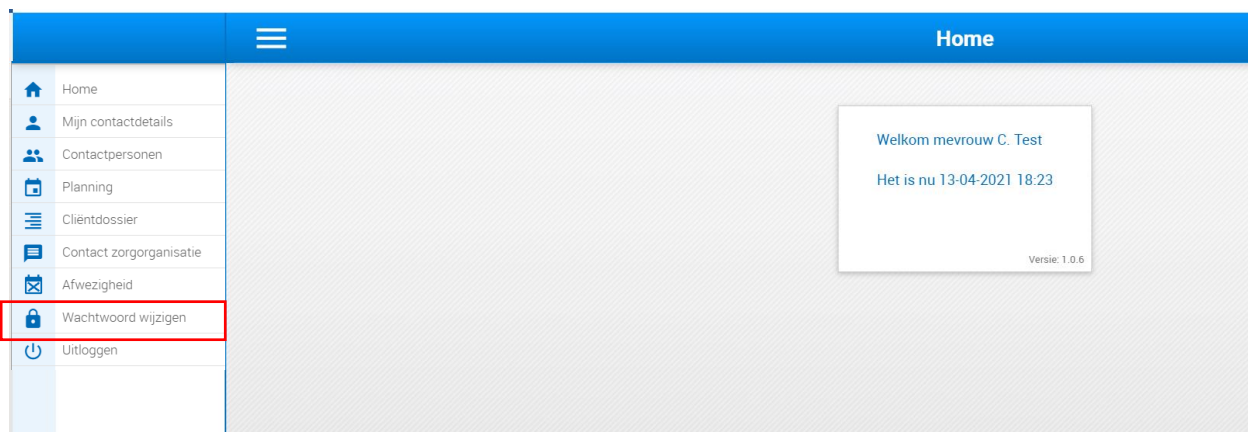 Home
Home
Mijn contactdetails
Contactpersonen
Planning
Cliëntdossier
Contact zorgorganisatie
Afwezigheid
Wachtwoord wijzigen
Uitloggen
Welkom mevrouw C. Test
Het is nu 13-04-2021 18:23
Versie: 1.0.6